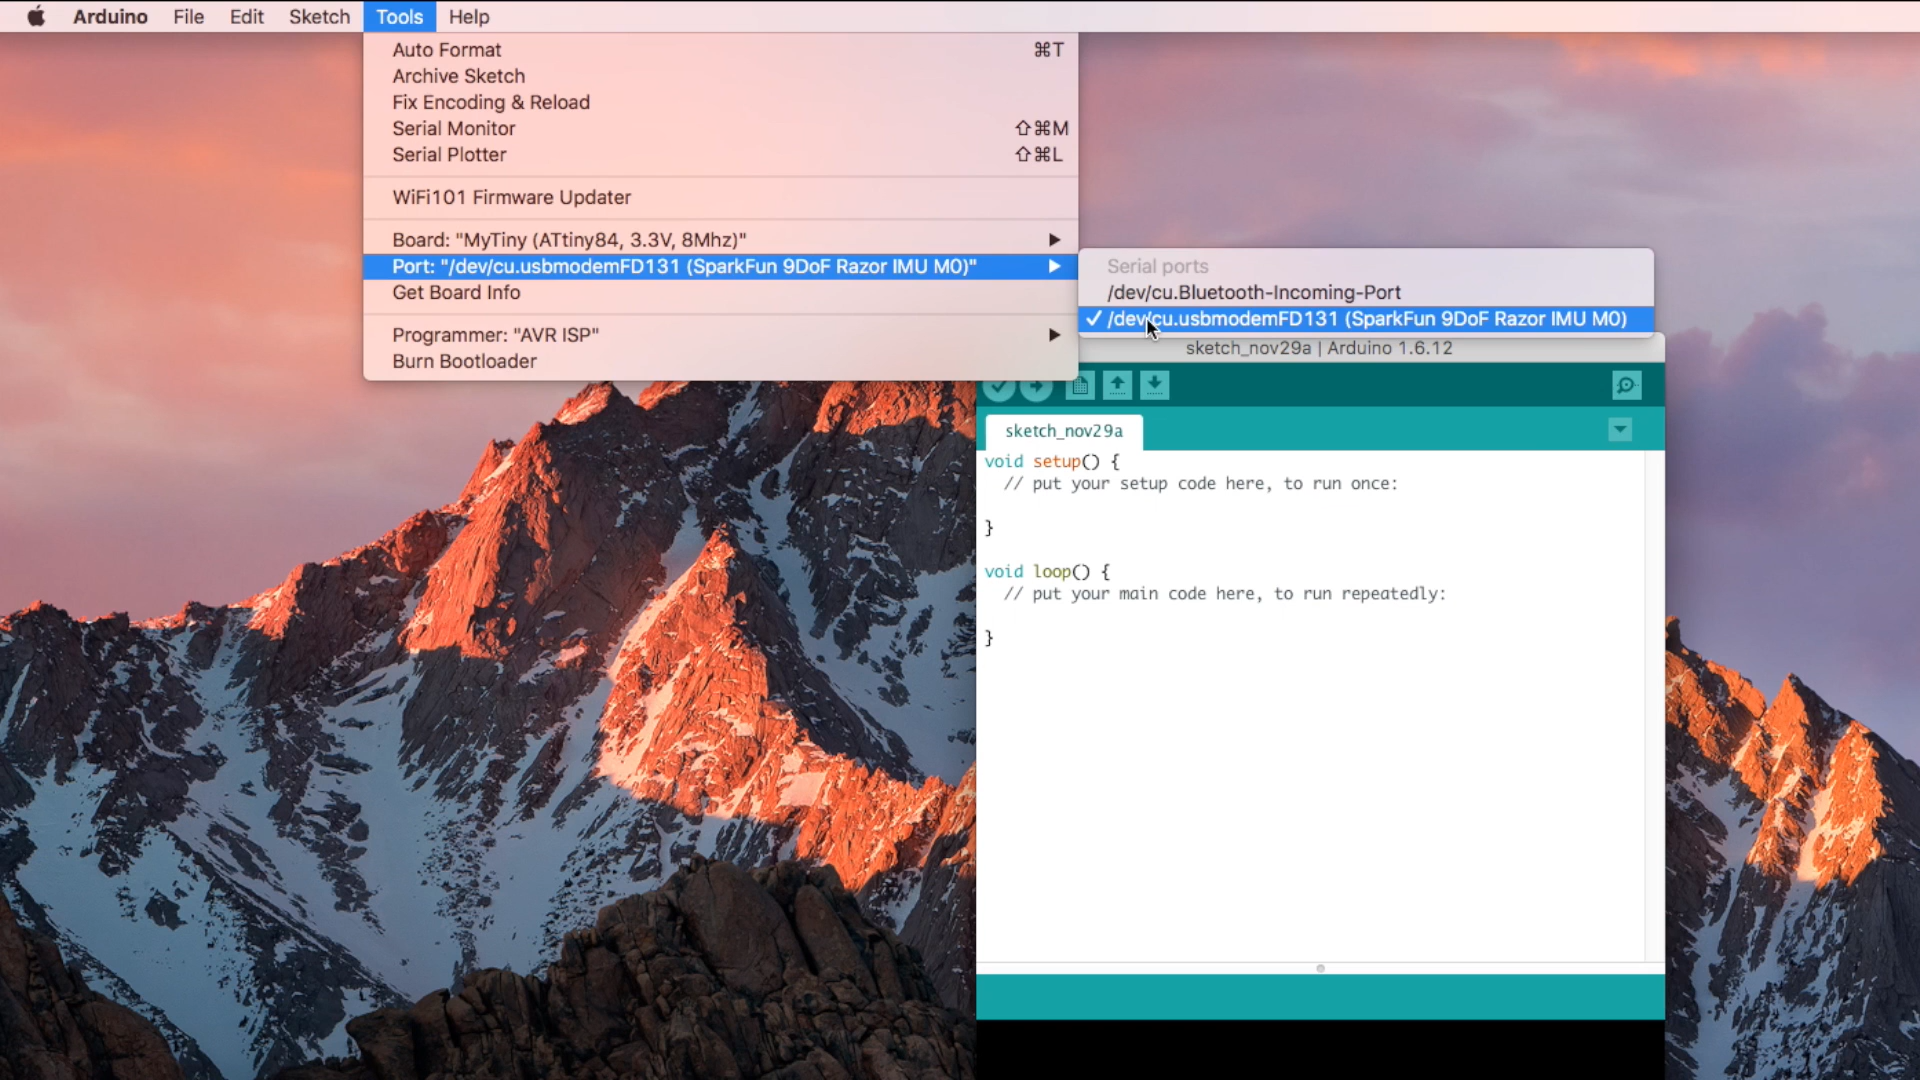 Arduino File Edit Sketch Tools Help
Auto Format ⌘T
Archive Sketch
Fix Encoding & Reload
Serial Monitor ⇧⌘M
Serial Plotter ⇧⌘L
WiFi101 Firmware Updater
Board: "MyTiny (ATtiny84, 3.3V, 8Mhz)"
Port: "/dev/cu.usbmodemFD131 (SparkFun 9DoF Razor IMU M0)"
Get Board Info
Programmer: "AVR ISP"
Burn Bootloader
Serial ports
/dev/cu.Bluetooth-Incoming-Port
/dev/cu.usbmodemFD131 (SparkFun 9DoF Razor IMU M0)
sketch_nov29a | Arduino 1.6.12
sketch_nov29a
void setup() {
// put your setup code here, to run once:
}
void loop() {
// put your main code here, to run repeatedly:
}